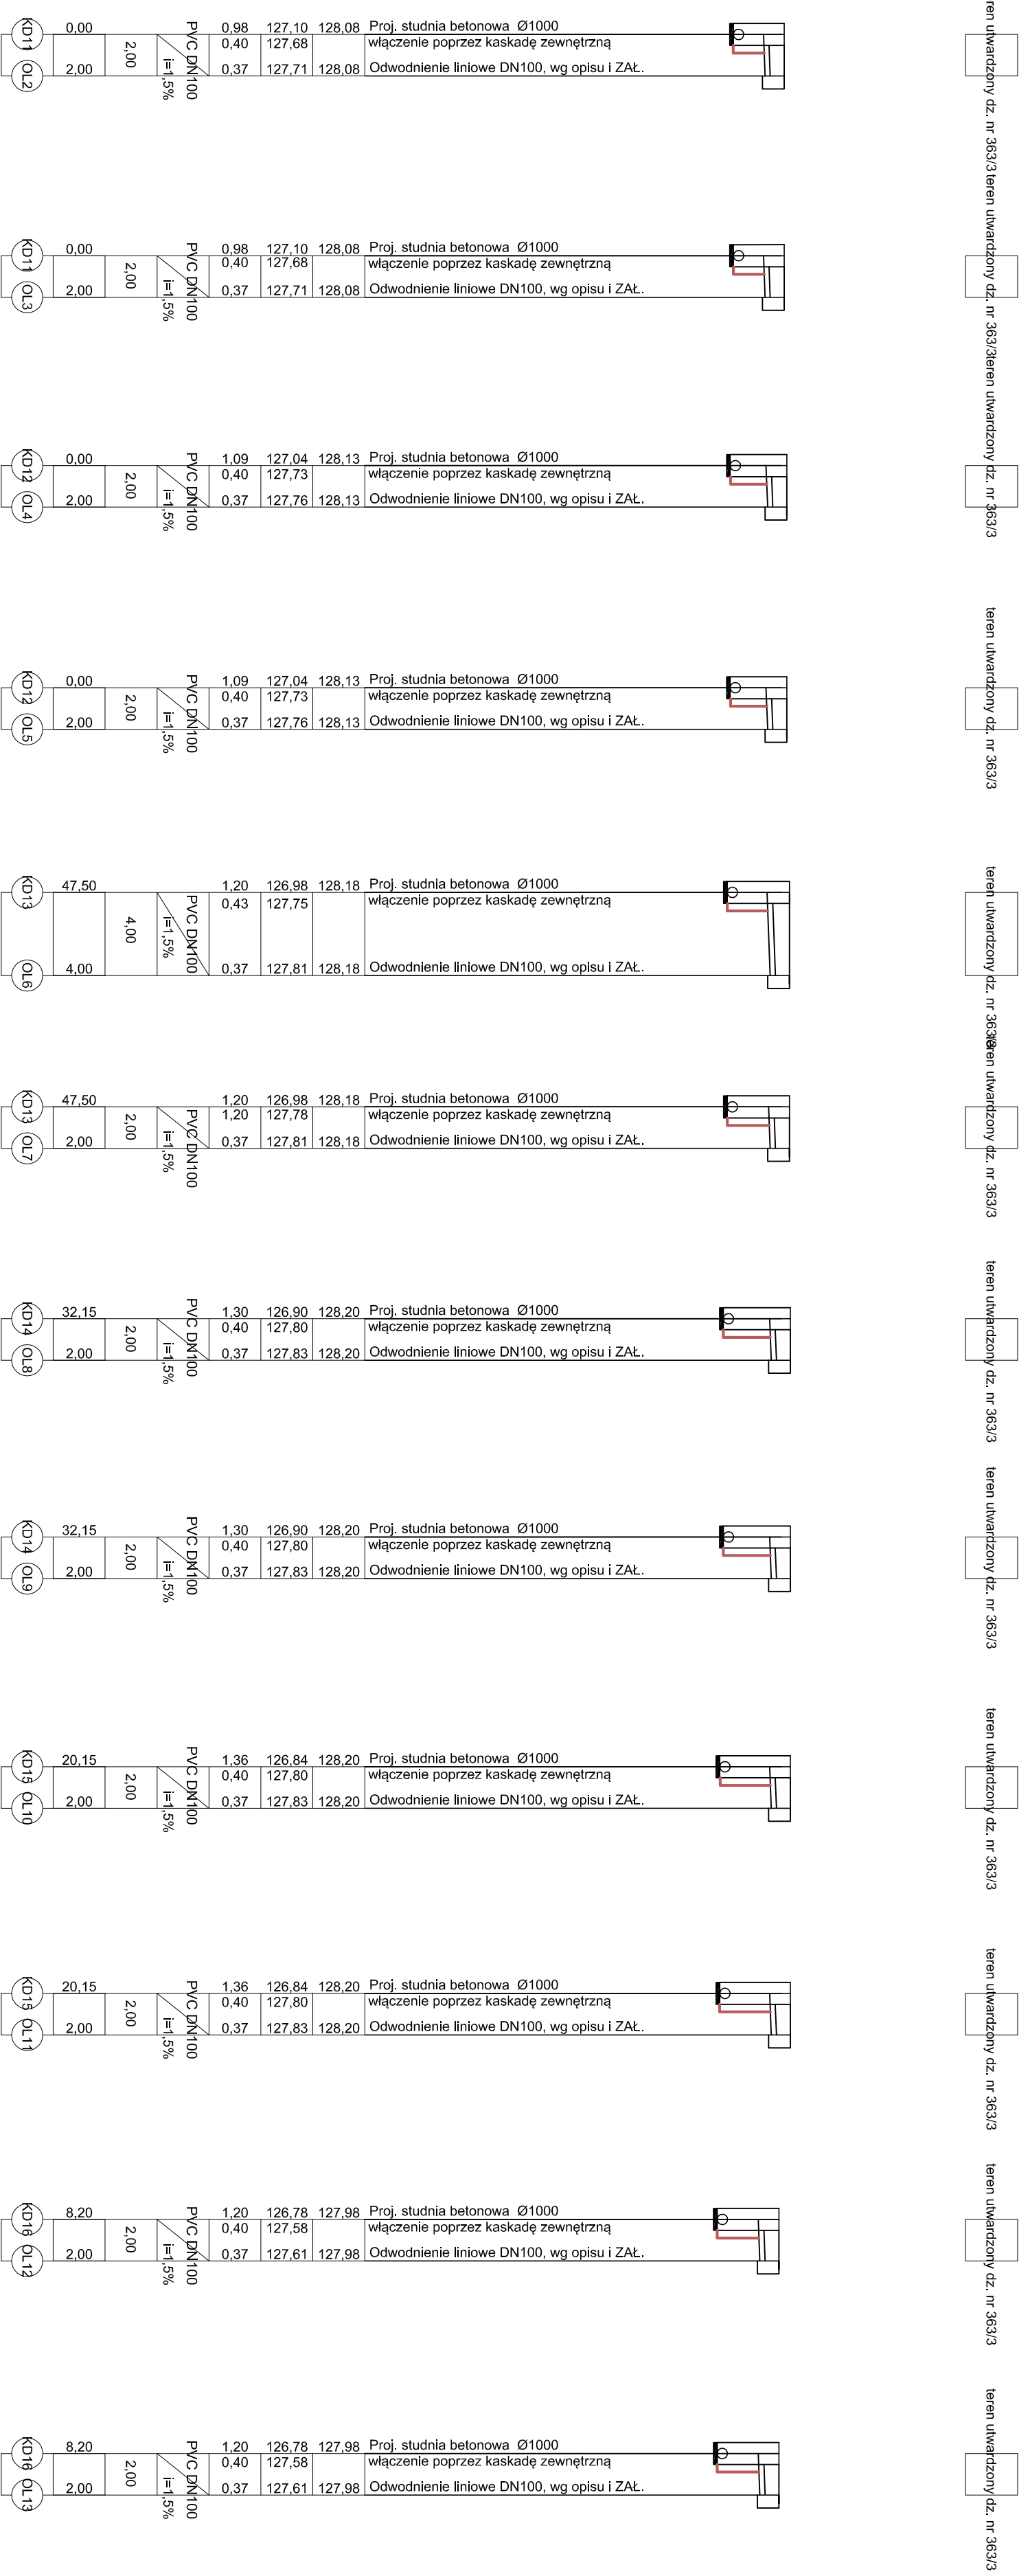 KD11 0,00 0,98 127,10 128,08 Proj. studnia betonowa Ø1000
2,00 PVC DN100 i=1,5% 0,40 127,68 włączenie poprzez kaskadę zewnętrzną
OL2 2,00 0,37 127,71 128,08 Odwodnienie liniowe DN100, wg opisu i ZAŁ.
ren utwardzony dz. nr 363/3
KD11 0,00 0,98 127,10 128,08 Proj. studnia betonowa Ø1000
2,00 PVC DN100 i=1,5% 0,40 127,68 włączenie poprzez kaskadę zewnętrzną
OL3 2,00 0,37 127,71 128,08 Odwodnienie liniowe DN100, wg opisu i ZAŁ.
teren utwardzony dz. nr 363/3
KD12 0,00 1,09 127,04 128,13 Proj. studnia betonowa Ø1000
2,00 PVC DN100 i=1,5% 0,40 127,73 włączenie poprzez kaskadę zewnętrzną
OL4 2,00 0,37 127,76 128,13 Odwodnienie liniowe DN100, wg opisu i ZAŁ.
teren utwardzony dz. nr 363/3
KD12 0,00 1,09 127,04 128,13 Proj. studnia betonowa Ø1000
2,00 PVC DN100 i=1,5% 0,40 127,73 włączenie poprzez kaskadę zewnętrzną
OL5 2,00 0,37 127,76 128,13 Odwodnienie liniowe DN100, wg opisu i ZAŁ.
teren utwardzony dz. nr 363/3
KD13 47,50 1,20 126,98 128,18 Proj. studnia betonowa Ø1000
4,00 PVC DN100 i=1,5% 0,43 127,75 włączenie poprzez kaskadę zewnętrzną
OL6 4,00 0,37 127,81 128,18 Odwodnienie liniowe DN100, wg opisu i ZAŁ.
teren utwardzony dz. nr 363/3
KD13 47,50 1,20 126,98 128,18 Proj. studnia betonowa Ø1000
2,00 PVC DN100 i=1,5% 1,20 127,78 włączenie poprzez kaskadę zewnętrzną
OL7 2,00 0,37 127,81 128,18 Odwodnienie liniowe DN100, wg opisu i ZAŁ.
teren utwardzony dz. nr 363/3
KD14 32,15 1,30 126,90 128,20 Proj. studnia betonowa Ø1000
2,00 PVC DN100 i=1,5% 0,40 127,80 włączenie poprzez kaskadę zewnętrzną
OL8 2,00 0,37 127,83 128,20 Odwodnienie liniowe DN100, wg opisu i ZAŁ.
teren utwardzony dz. nr 363/3
KD14 32,15 1,30 126,90 128,20 Proj. studnia betonowa Ø1000
2,00 PVC DN100 i=1,5% 0,40 127,80 włączenie poprzez kaskadę zewnętrzną
OL9 2,00 0,37 127,83 128,20 Odwodnienie liniowe DN100, wg opisu i ZAŁ.
teren utwardzony dz. nr 363/3
KD15 20,15 1,36 126,84 128,20 Proj. studnia betonowa Ø1000
2,00 PVC DN100 i=1,5% 0,40 127,80 włączenie poprzez kaskadę zewnętrzną
OL10 2,00 0,37 127,83 128,20 Odwodnienie liniowe DN100, wg opisu i ZAŁ.
teren utwardzony dz. nr 363/3
KD15 20,15 1,36 126,84 128,20 Proj. studnia betonowa Ø1000
2,00 PVC DN100 i=1,5% 0,40 127,80 włączenie poprzez kaskadę zewnętrzną
OL11 2,00 0,37 127,83 128,20 Odwodnienie liniowe DN100, wg opisu i ZAŁ.
teren utwardzony dz. nr 363/3
KD16 8,20 1,20 126,78 127,98 Proj. studnia betonowa Ø1000
2,00 PVC DN100 i=1,5% 0,40 127,58 włączenie poprzez kaskadę zewnętrzną
OL12 2,00 0,37 127,61 127,98 Odwodnienie liniowe DN100, wg opisu i ZAŁ.
teren utwardzony dz. nr 363/3
KD16 8,20 1,20 126,78 127,98 Proj. studnia betonowa Ø1000
2,00 PVC DN100 i=1,5% 0,40 127,58 włączenie poprzez kaskadę zewnętrzną
OL13 2,00 0,37 127,61 127,98 Odwodnienie liniowe DN100, wg opisu i ZAŁ.
teren utwardzony dz. nr 363/3